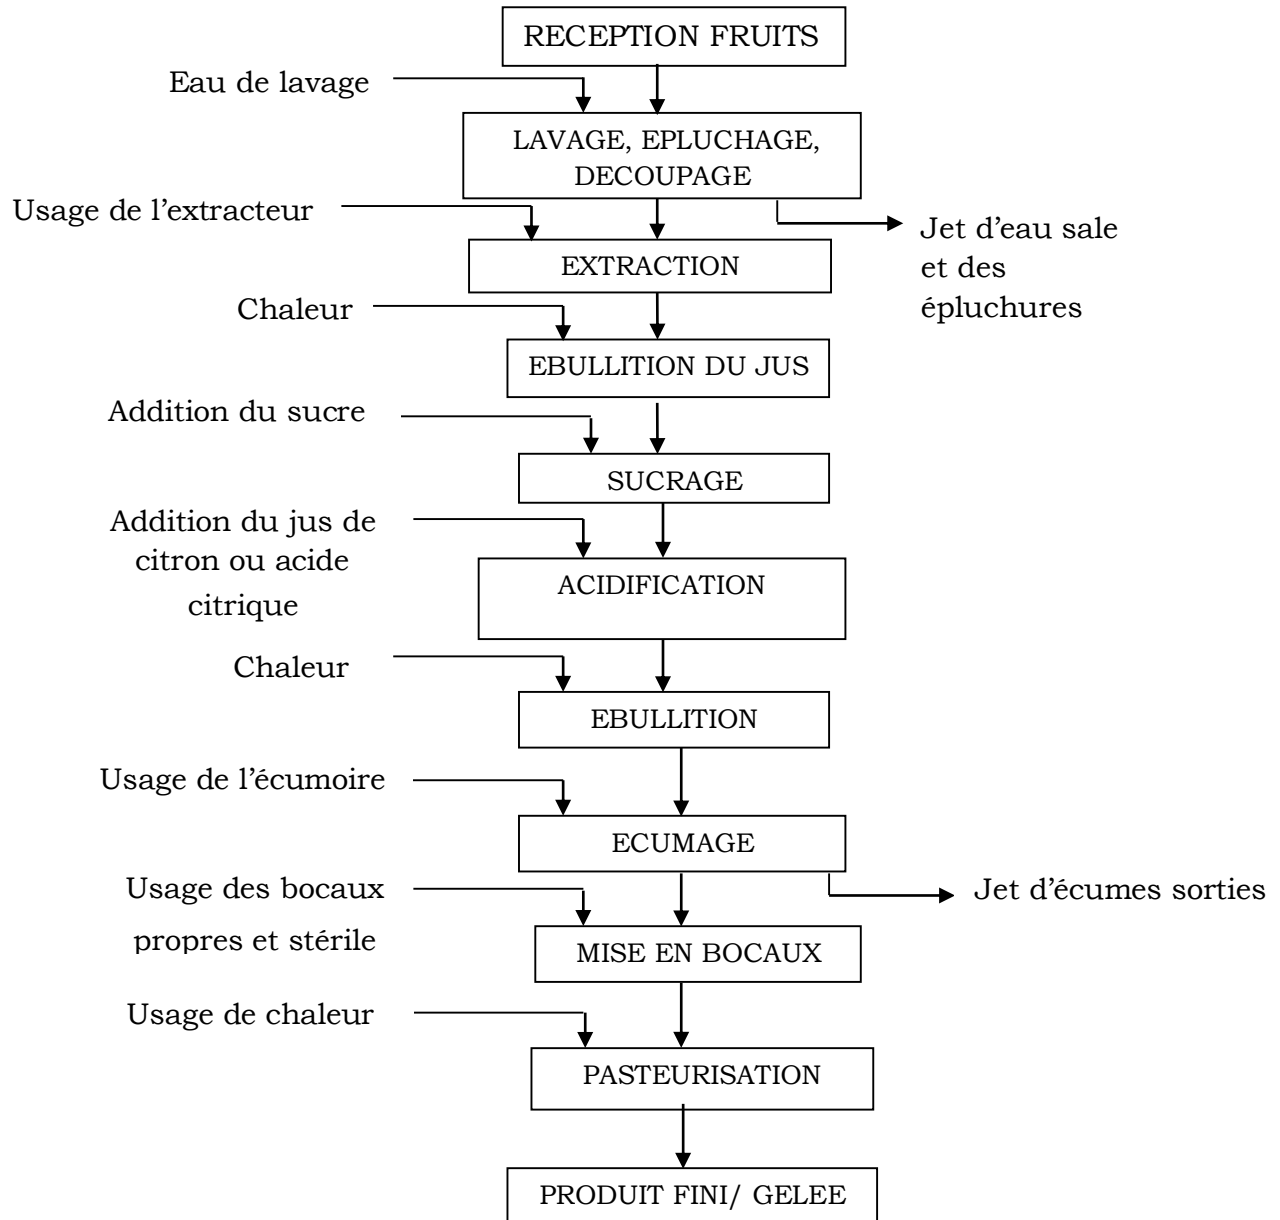 RECEPTION FRUITS
Eau de lavage
LAVAGE, EPLUCHAGE,
DECOUPAGE
Usage de l’extracteur
Jet d’eau sale
et des
épluchures
EXTRACTION
Chaleur
EBULLITION DU JUS
Addition du sucre
SUCRAGE
Addition du jus de
citron ou acide
citrique
ACIDIFICATION
Chaleur
EBULLITION
Usage de l’écumoire
ECUMAGE
Usage des bocaux
propres et stérile
Jet d’écumes sorties
MISE EN BOCAUX
Usage de chaleur
PASTEURISATION
PRODUIT FINI/ GELEE